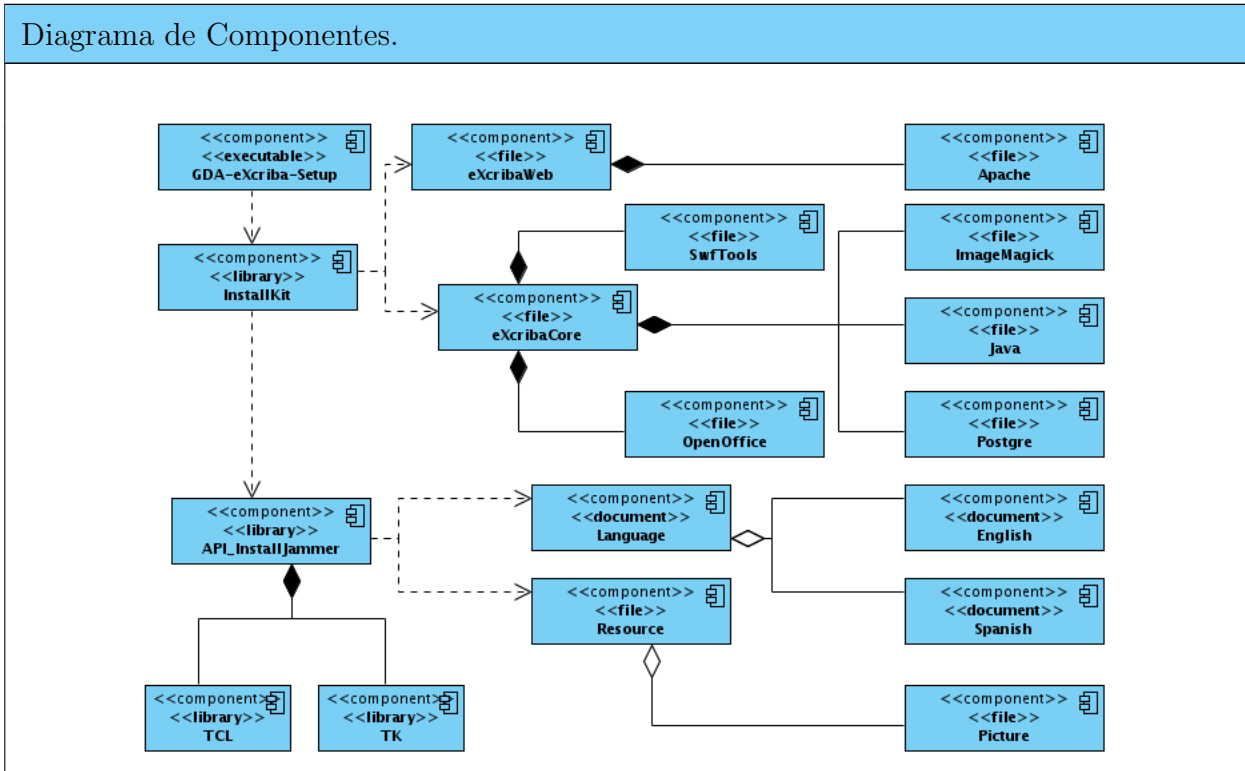 Diagrama de Componentes.
<<component>>
<<executable>>
GDA-eXcriba-Setup
<<component>>
<<file>>
eXcribaWeb
<<component>>
<<file>>
Apache
<<component>>
<<file>>
SwfTools
<<component>>
<<file>>
ImageMagick
<<component>>
<<library>>
InstallKit
<<component>>
<<file>>
eXcribaCore
<<component>>
<<file>>
Java
<<component>>
<<file>>
OpenOffice
<<component>>
<<file>>
Postgre
<<component>>
<<library>>
API_InstallJammer
<<component>>
<<document>>
Language
<<component>>
<<document>>
English
<<component>>
<<file>>
Resource
<<component>>
<<document>>
Spanish
<<component>>
<<library>>
TCL
<<component>>
<<library>>
TK
<<component>>
<<file>>
Picture